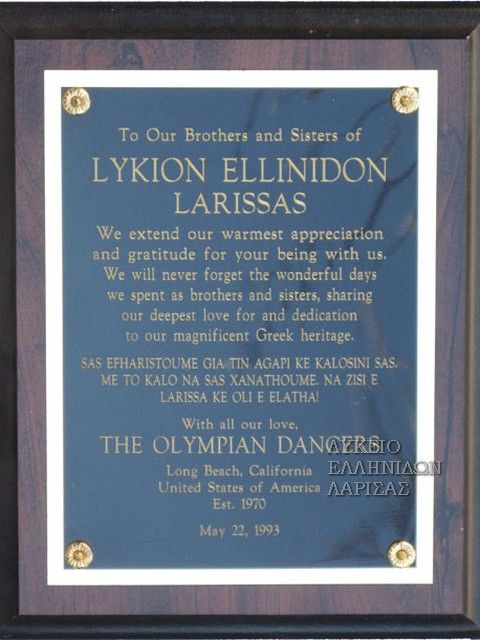 To Our Brothers and Sisters of
LYKION ELLINIDON
LARISSAS
We extend our warmest appreciation
and gratitude for your being with us.
We will never forget the wonderful days
we spent as brothers and sisters, sharing
our deepest love for and dedication
to our magnificent Greek heritage.
SAS EFHARISTOUME GIA TIN AGAPI KE KALOSINI SAS.
ME TO KALO NA SAS XANATHOUME. NA ZISI E
LARISSA KE OLI E ELATHA!
With all our love,
THE OLYMPIAN DANCERS
Long Beach, California
United States of America
Est. 1970
May 22, 1993
ΛΥΚΕΙΟ
ΕΛΛΗΝΙΔΩΝ
ΛΑΡΙΣΑΣ